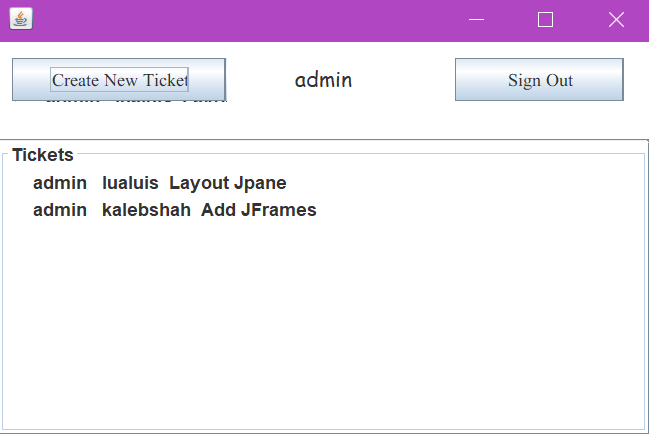 Create New Ticket
admin
Sign Out
Tickets
admin lualuis Layout Jpane
admin kalebshah Add JFrames